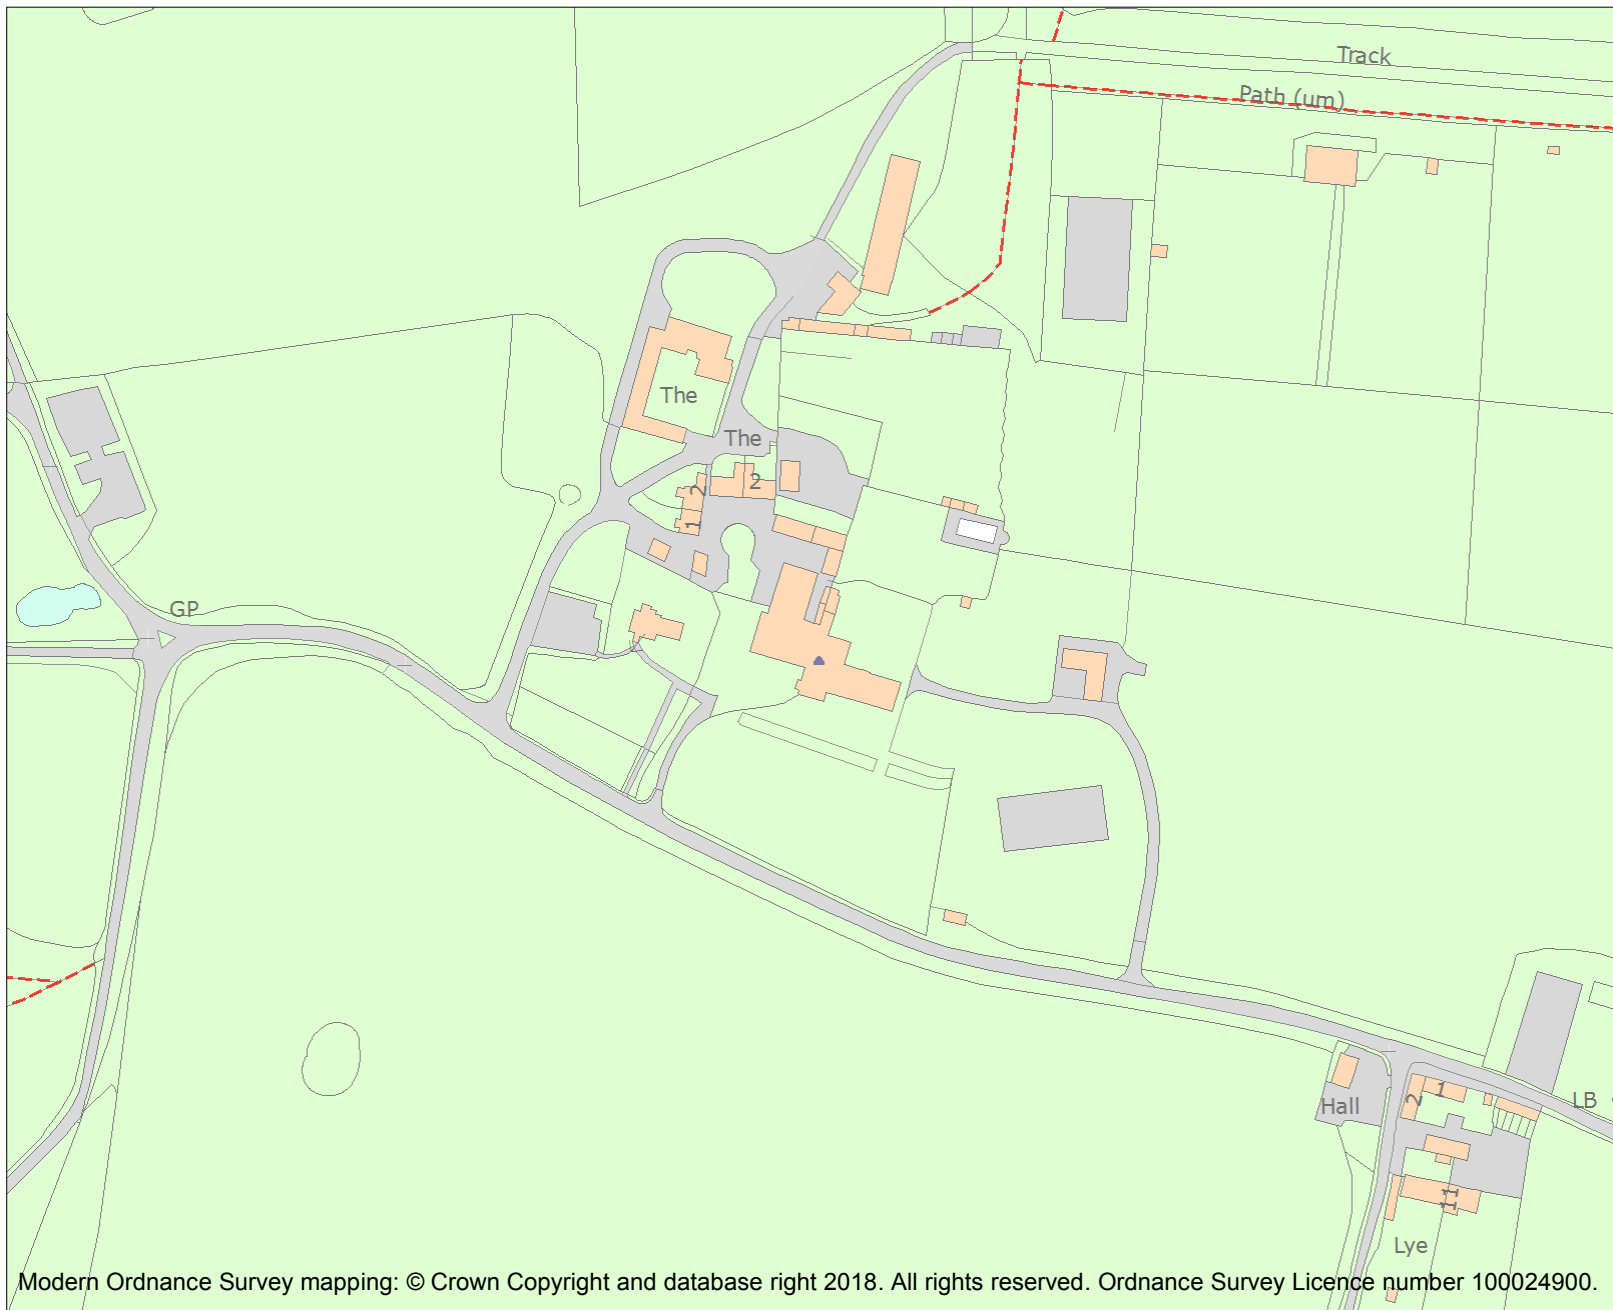 Track
Path (um)
The
The
2
2
1
GP
LB
1
2
Hall
11
Lye
Modern Ordnance Survey mapping: © Crown Copyright and database right 2018. All rights reserved. Ordnance Survey Licence number 100024900.